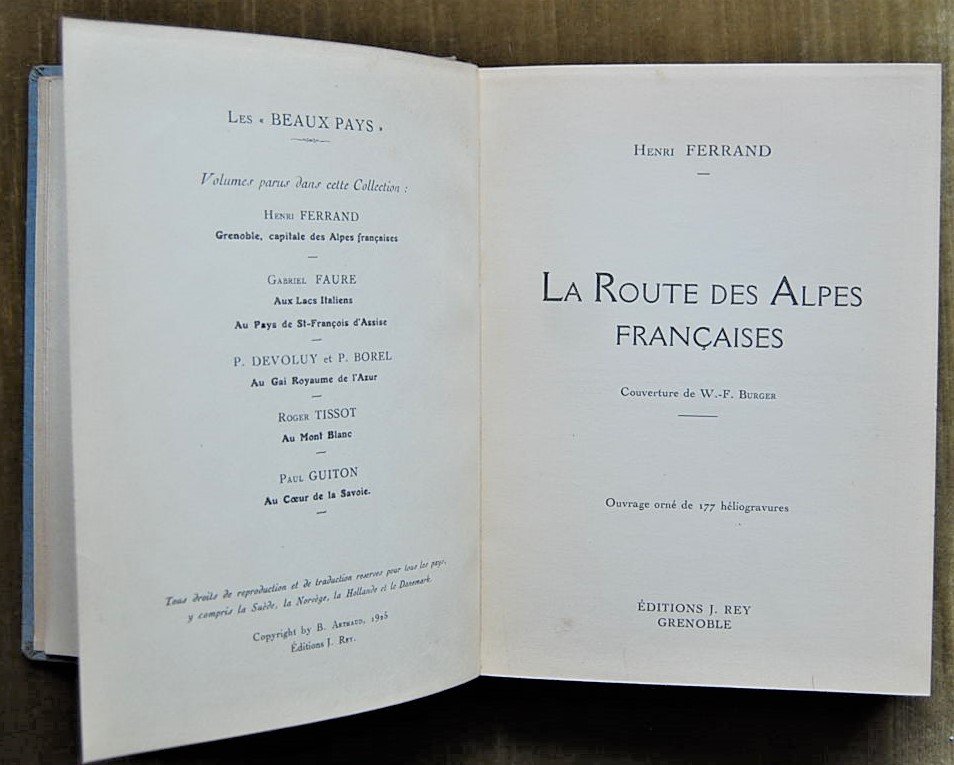 Les « BEAUX PAYS »
Volumes parus dans cette Collection :
Henri FERRAND
Grenoble, capitale des Alpes françaises
Gabriel FAURE
Aux Lacs Italiens
Au Pays de St-François d'Assise
P. DEVOLUY et P. BOREL
Au Gai Royaume de l'Azur
Roger TISSOT
Au Mont Blanc
Paul GUITON
Au Cœur de la Savoie.
Tous droits de reproduction et de traduction reserves pour tous les pays,
y compris la Suède, la Norvège, la Hollande et le Danemark.
Copyright by B. Arthaud, 1925
Éditions J. Rey.
Henri FERRAND
La Route des Alpes
FRANÇAISES
Couverture de W.-F. Burger
Ouvrage orné de 177 héliogravures
ÉDITIONS J. REY
GRENOBLE